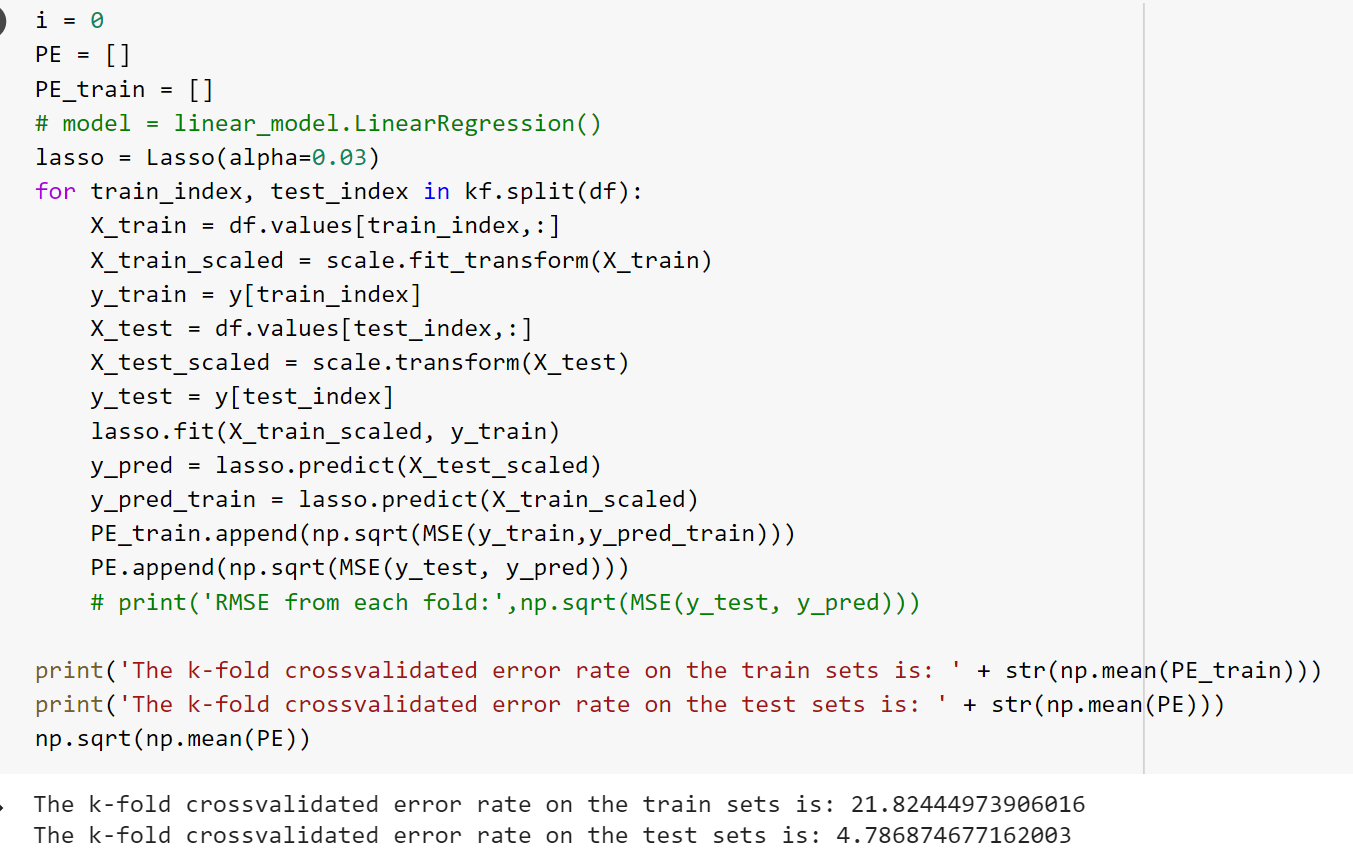 i = 0
PE = []
PE_train = []
# model = linear_model.LinearRegression()
lasso = Lasso(alpha=0.03)
for train_index, test_index in kf.split(df):
    X_train = df.values[train_index,:]
    X_train_scaled = scale.fit_transform(X_train)
    y_train = y[train_index]
    X_test = df.values[test_index,:]
    X_test_scaled = scale.transform(X_test)
    y_test = y[test_index]
    lasso.fit(X_train_scaled, y_train)
    y_pred = lasso.predict(X_test_scaled)
    y_pred_train = lasso.predict(X_train_scaled)
    PE_train.append(np.sqrt(MSE(y_train,y_pred_train)))
    PE.append(np.sqrt(MSE(y_test, y_pred)))
    # print('RMSE from each fold:',np.sqrt(MSE(y_test, y_pred)))

print('The k-fold crossvalidated error rate on the train sets is: ' + str(np.mean(PE_train)))
print('The k-fold crossvalidated error rate on the test sets is: ' + str(np.mean(PE)))
np.sqrt(np.mean(PE))
The k-fold crossvalidated error rate on the train sets is: 21.82444973906016
The k-fold crossvalidated error rate on the test sets is: 4.786874677162003